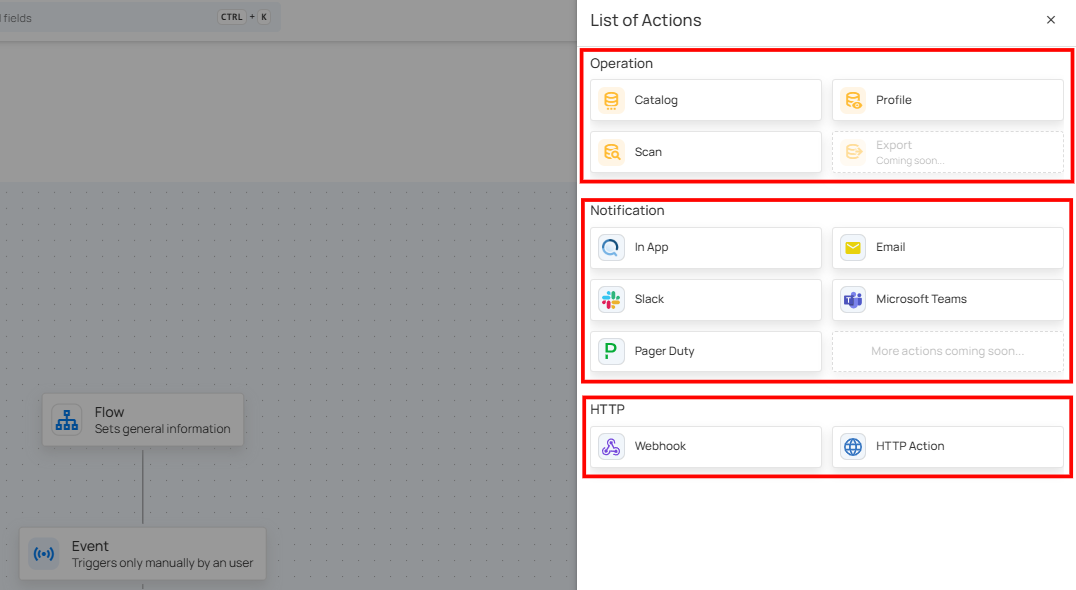 fields
CTRL + K
List of Actions
Operation
Catalog
Profile
Scan
Export
Coming soon...
Notification
In App
Email
Slack
Microsoft Teams
Pager Duty
More actions coming soon...
HTTP
Webhook
HTTP Action
Flow
Sets general information
Event
Triggers only manually by an user